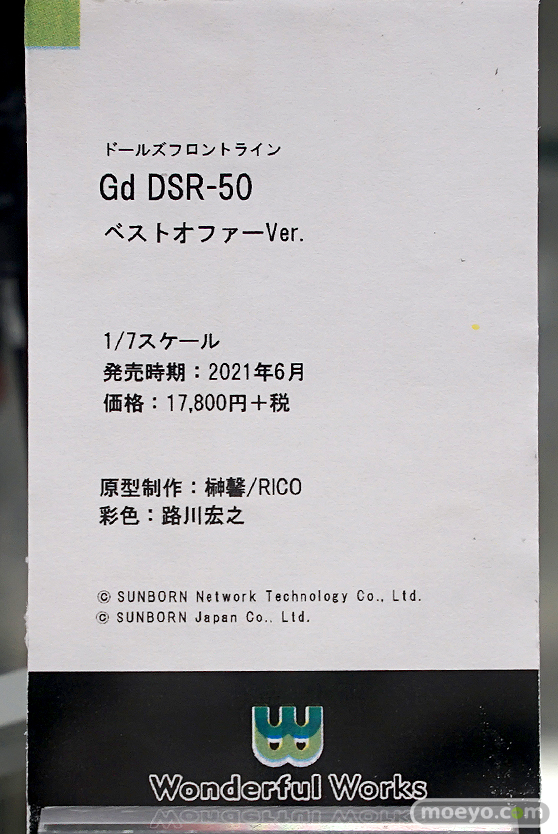 ドールズフロントライン
Gd DSR-50
ベストオファーVer.
1/7スケール
発売時期：2021年6月
価格：17,800円＋税
原型制作：榊馨/RICO
彩色：路川宏之
© SUNBORN Network Technology Co., Ltd.
© SUNBORN Japan Co.. Ltd.
Wonderful Works
moeyo.com